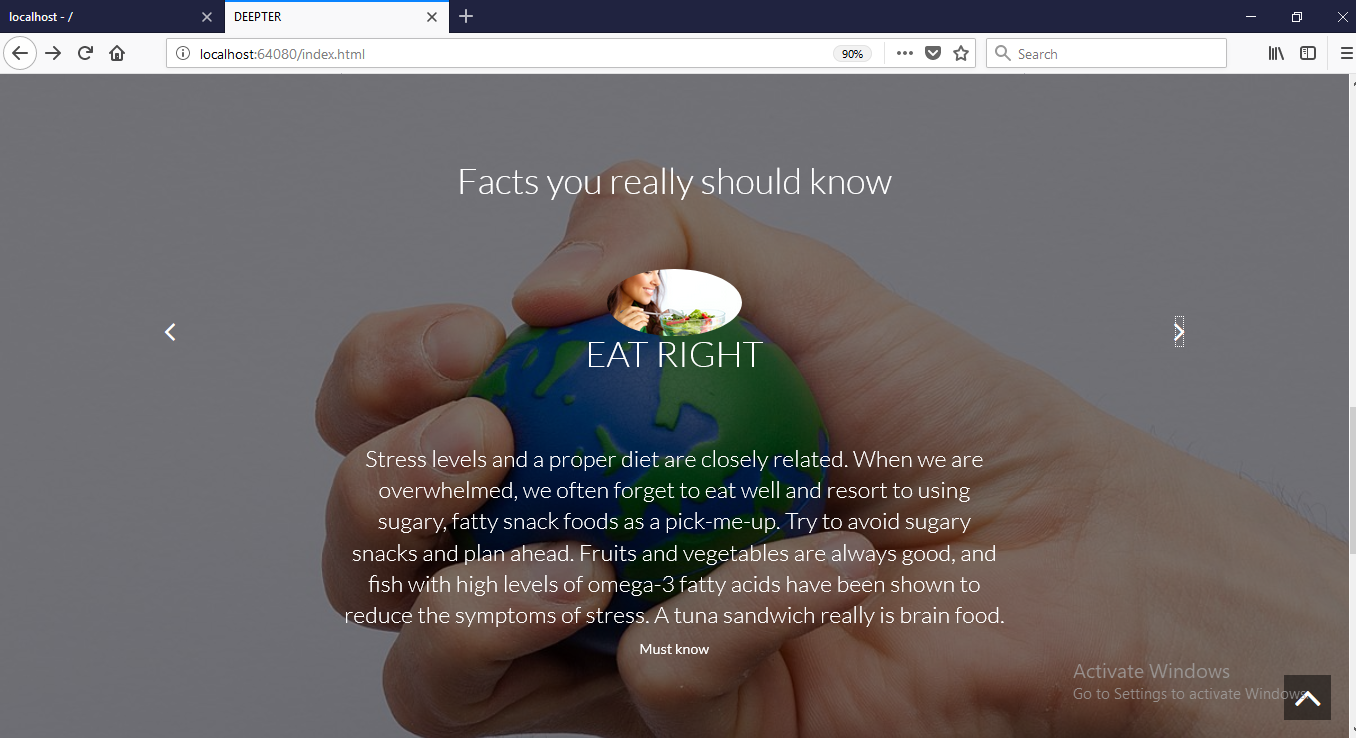 localhost - /
DEEPTER
localhost:64080/index.html
90%
Search
Facts you really should know
EAT RIGHT
Stress levels and a proper diet are closely related. When we are
overwhelmed, we often forget to eat well and resort to using
sugary, fatty snack foods as a pick-me-up. Try to avoid sugary
snacks and plan ahead. Fruits and vegetables are always good, and
fish with high levels of omega-3 fatty acids have been shown to
reduce the symptoms of stress. A tuna sandwich really is brain food.
Must know
Activate Windows
Go to Settings to activate Windows.